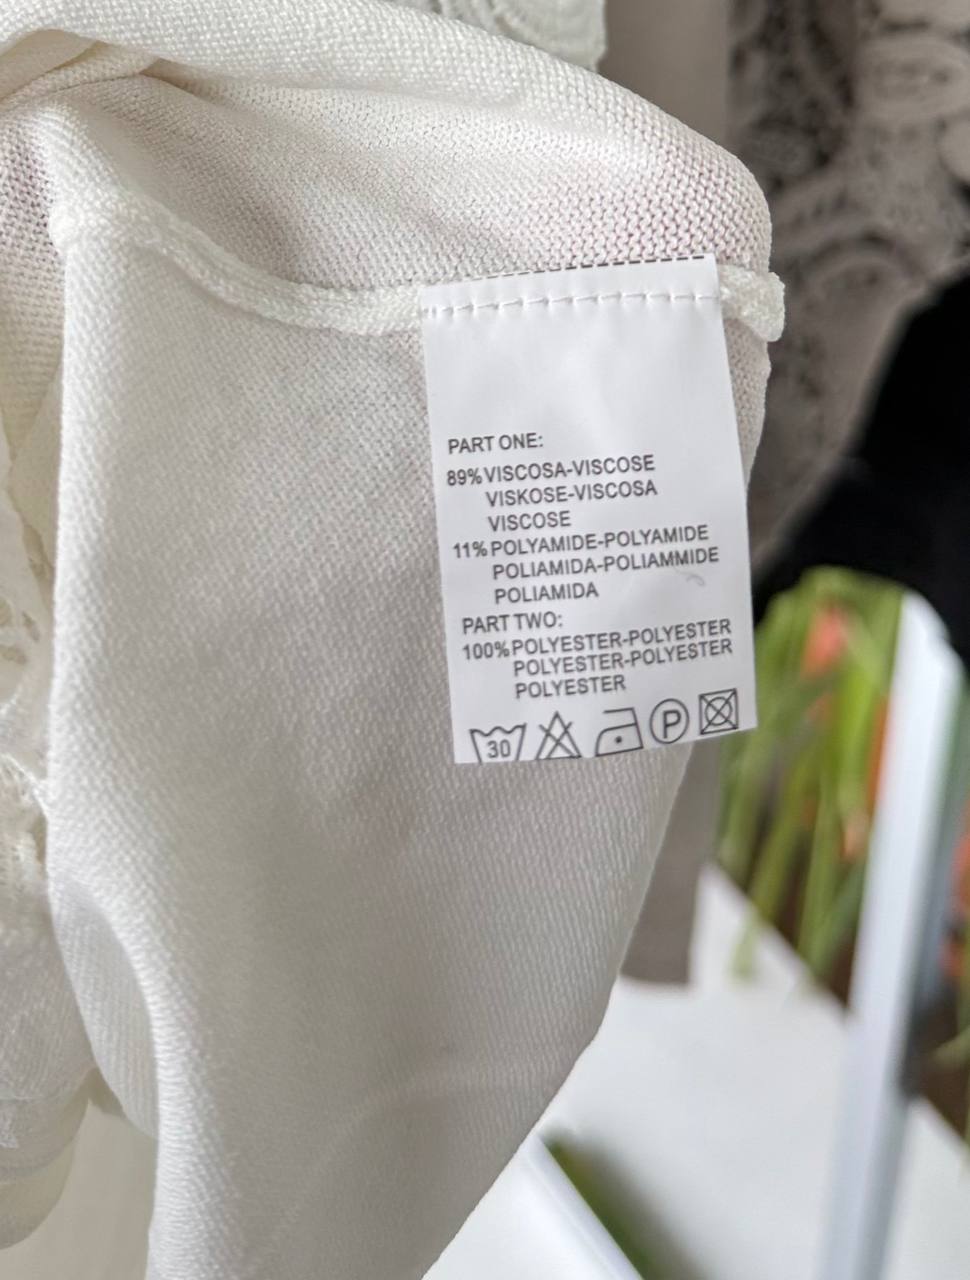 PART ONE:
89% VISCOSA-VISCOSE
VISKOSE-VISCOSA
VISCOSE
11% POLYAMIDE-POLYAMIDE
POLIAMIDA-POLIAMMIDE
POLIAMIDA
PART TWO:
100% POLYESTER-POLYESTER
POLYESTER-POLYESTER
POLYESTER
30 P